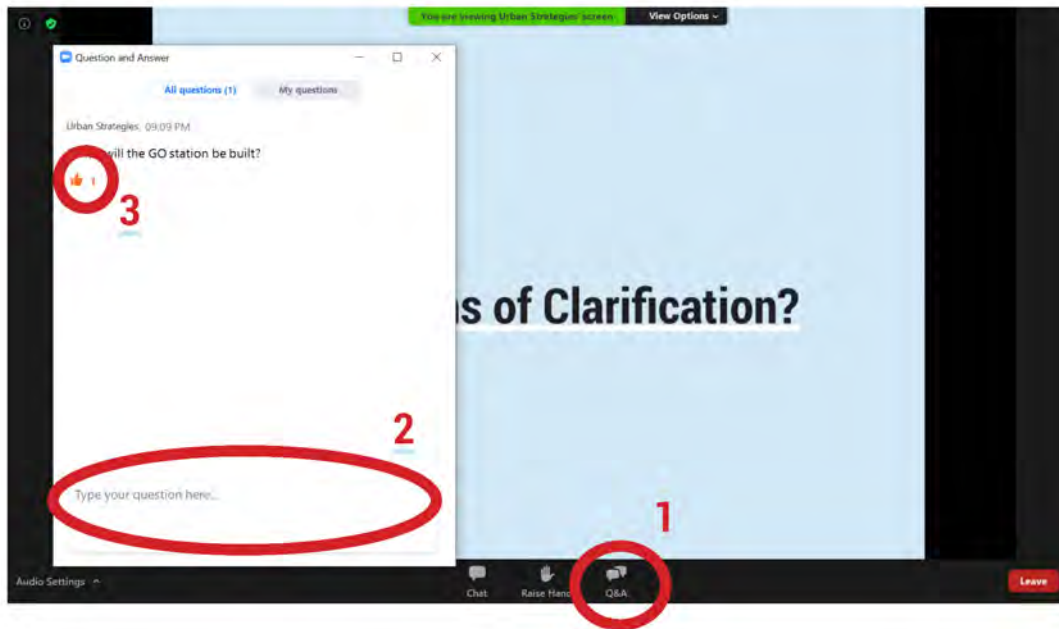 You are viewing Urban Strategies' screen View Options
Question and Answer
All questions (1) My questions
Urban Strategies, 09:09 PM
will the GO station be built?
1
3
ns of Clarification?
2
Type your question here...
1
Audio Settings
Chat Raise Hand Q&A
Leave